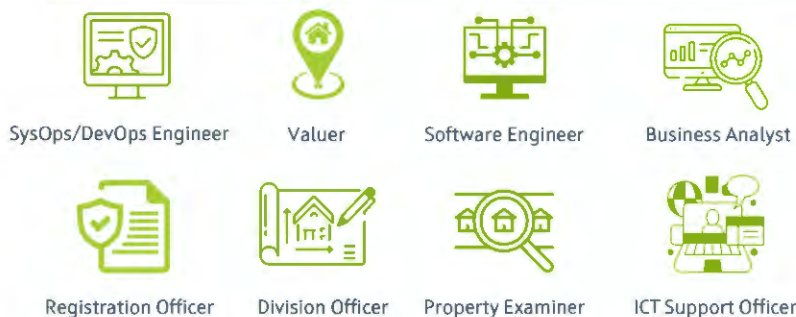 SysOps/DevOps Engineer
Valuer
Software Engineer
Business Analyst
Registration Officer
Division Officer
Property Examiner
ICT Support Officer